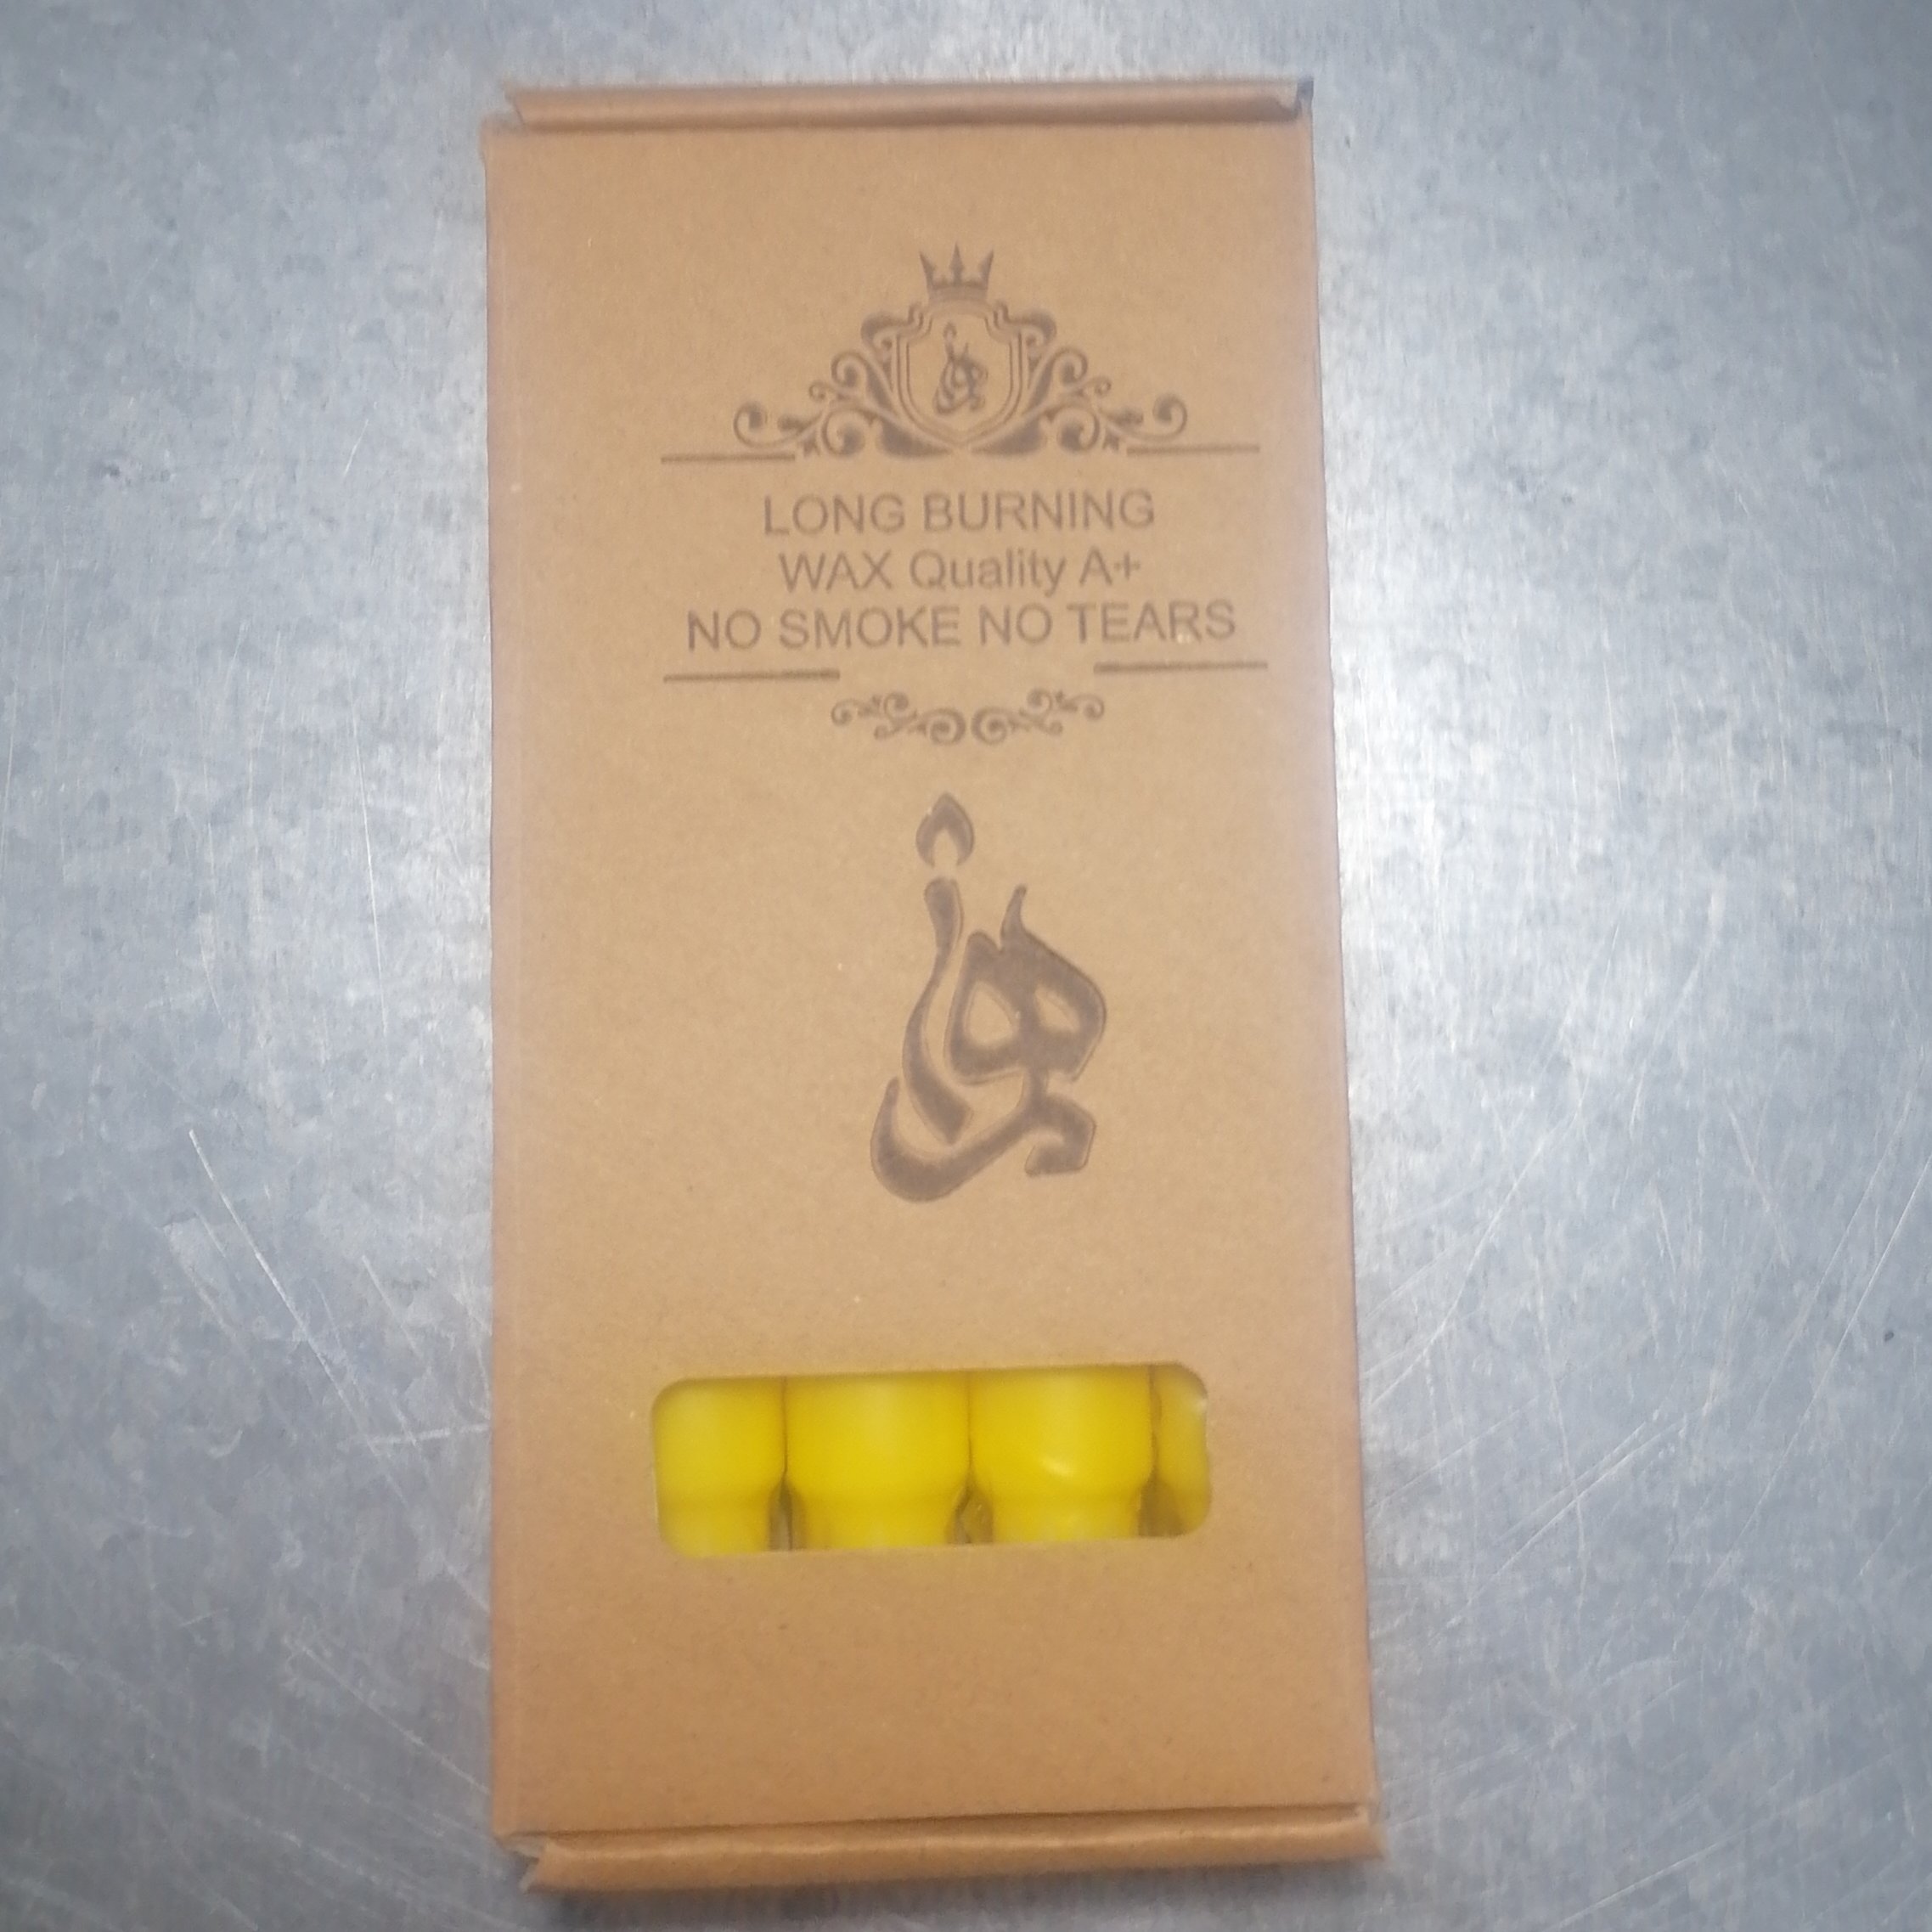 LONG BURNING
WAX Quality A+
NO SMOKE NO TEARS